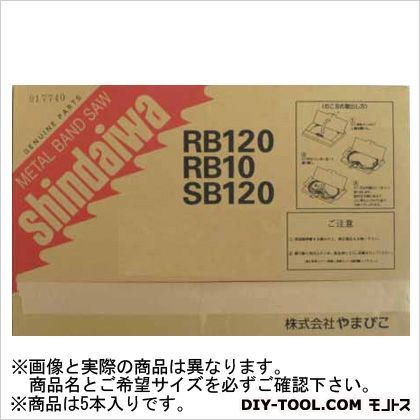 017740
GENUINE PARTS
METAL BAND SAW
shindaiwa
RB120
RB10
SB120
ご注意
株式会社やまびこ
※画像と実際の商品は異なります。
商品名とご希望サイズを必ずご確認下さい。
※商品は5本入りです。
DIY-TOOL.COM モノトス